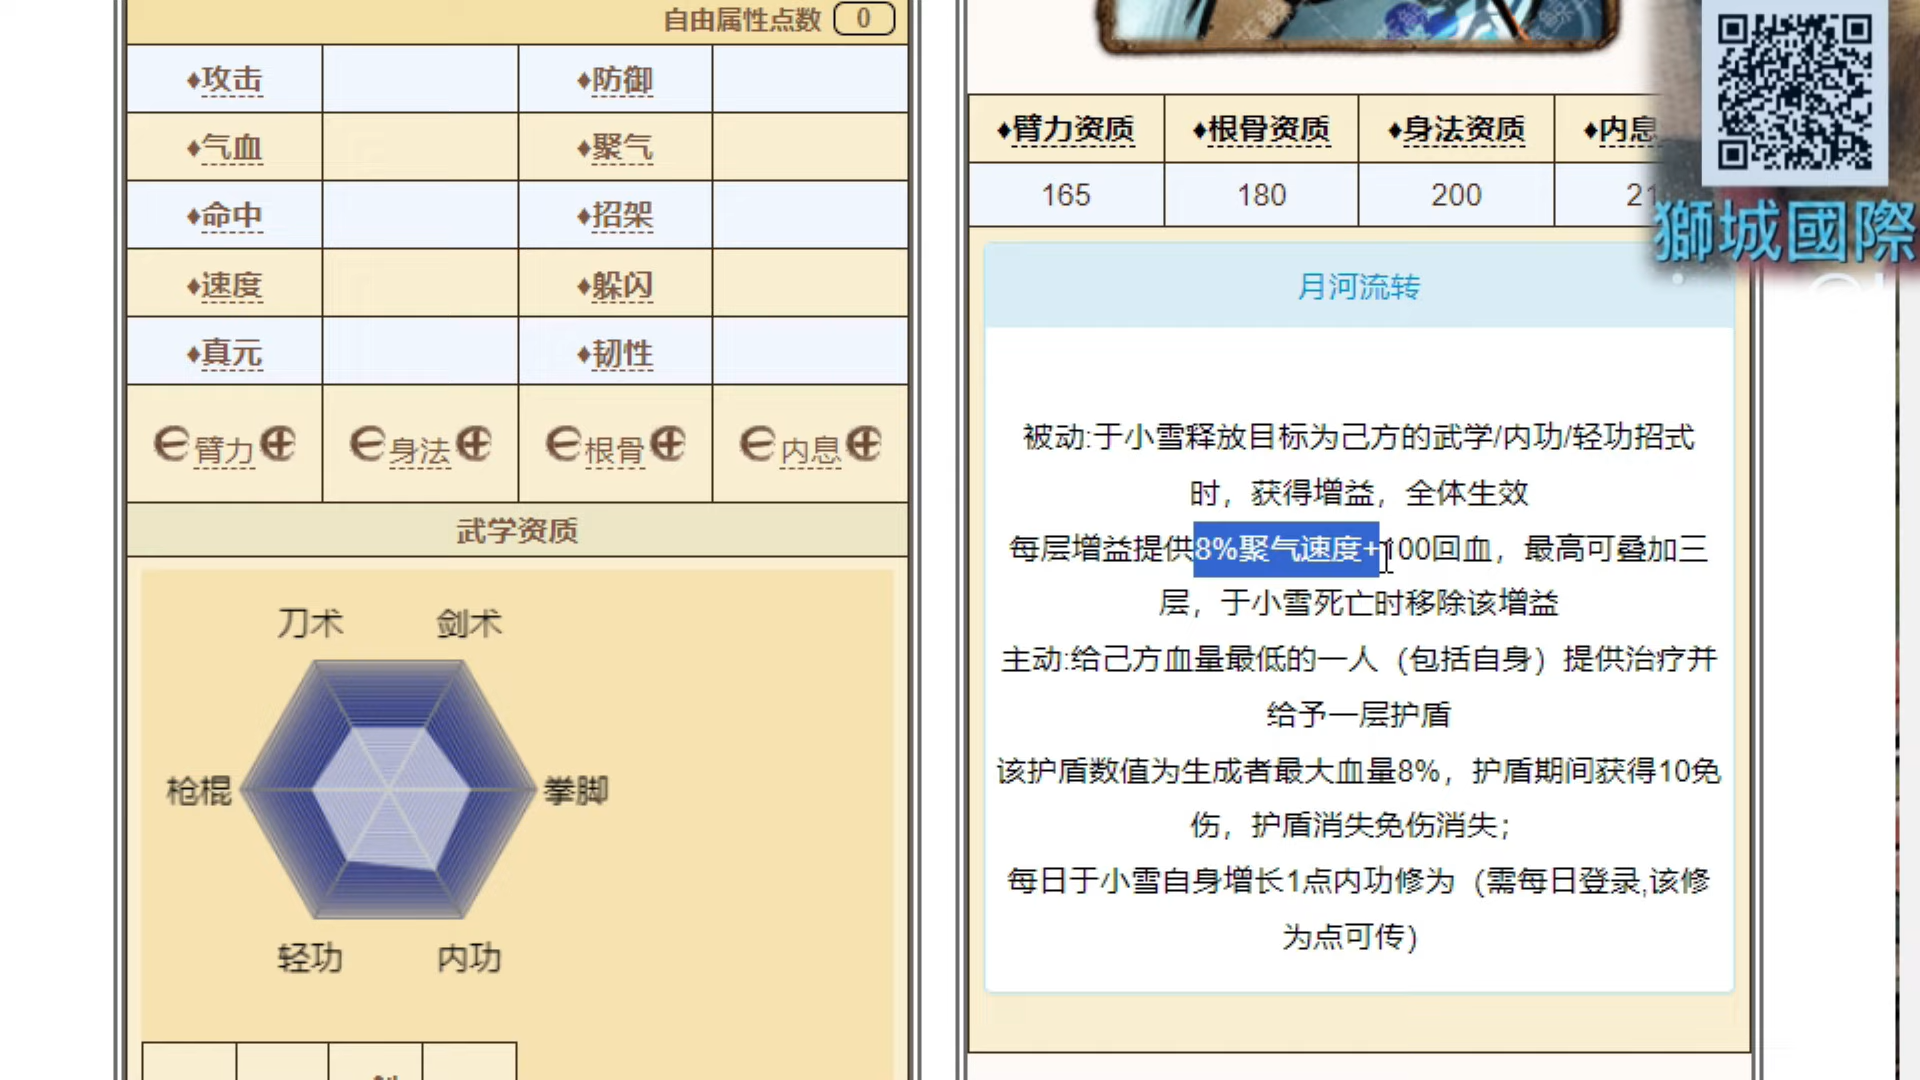 自由属性点数 0
♦攻击 ♦防御
♦气血 ♦聚气
♦命中 ♦招架
♦速度 ♦躲闪
♦真元 ♦韧性
臂力 身法 根骨 内息
武学资质
刀术 剑术
枪棍 拳脚
轻功 内功
♦臂力资质 ♦根骨资质 ♦身法资质 ♦内息
165 180 200 21
獅城國際
月河流转
被动:于小雪释放目标为己方的武学/内功/轻功招式
时，获得增益，全体生效
每层增益提供8%聚气速度+100回血，最高可叠加三
层，于小雪死亡时移除该增益
主动:给己方血量最低的一人（包括自身）提供治疗并
给予一层护盾
该护盾数值为生成者最大血量8%，护盾期间获得10免
伤，护盾消失免伤消失；
每日于小雪自身增长1点内功修为（需每日登录,该修
为点可传）